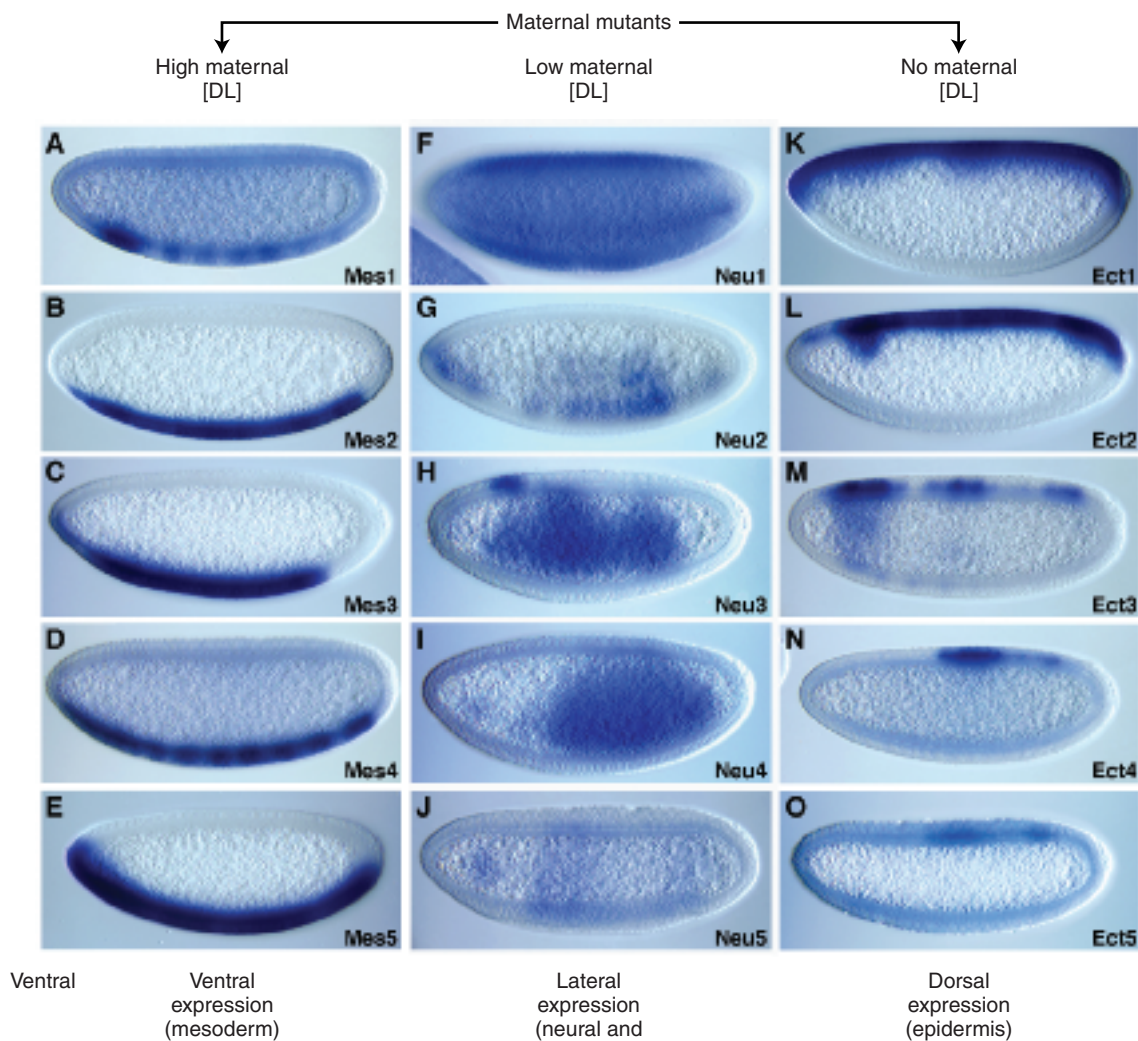 Maternal mutants
High maternal
[DL]
Low maternal
[DL]
No maternal
[DL]
A
Mes1
F
Neu1
K
Ect1
B
Mes2
G
Neu2
L
Ect2
C
Mes3
H
Neu3
M
Ect3
D
Mes4
I
Neu4
N
Ect4
E
Mes5
J
Neu5
O
Ect5
Ventral
Ventral
expression
(mesoderm)
Lateral
expression
(neural and
Dorsal
expression
(epidermis)